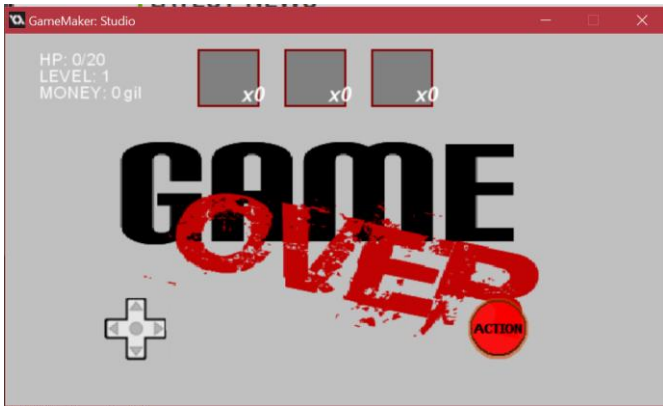 GameMaker: Studio
HP: 0/20
LEVEL: 1
MONEY: 0 gil
x0 x0 x0
GAME
OVER
ACTION